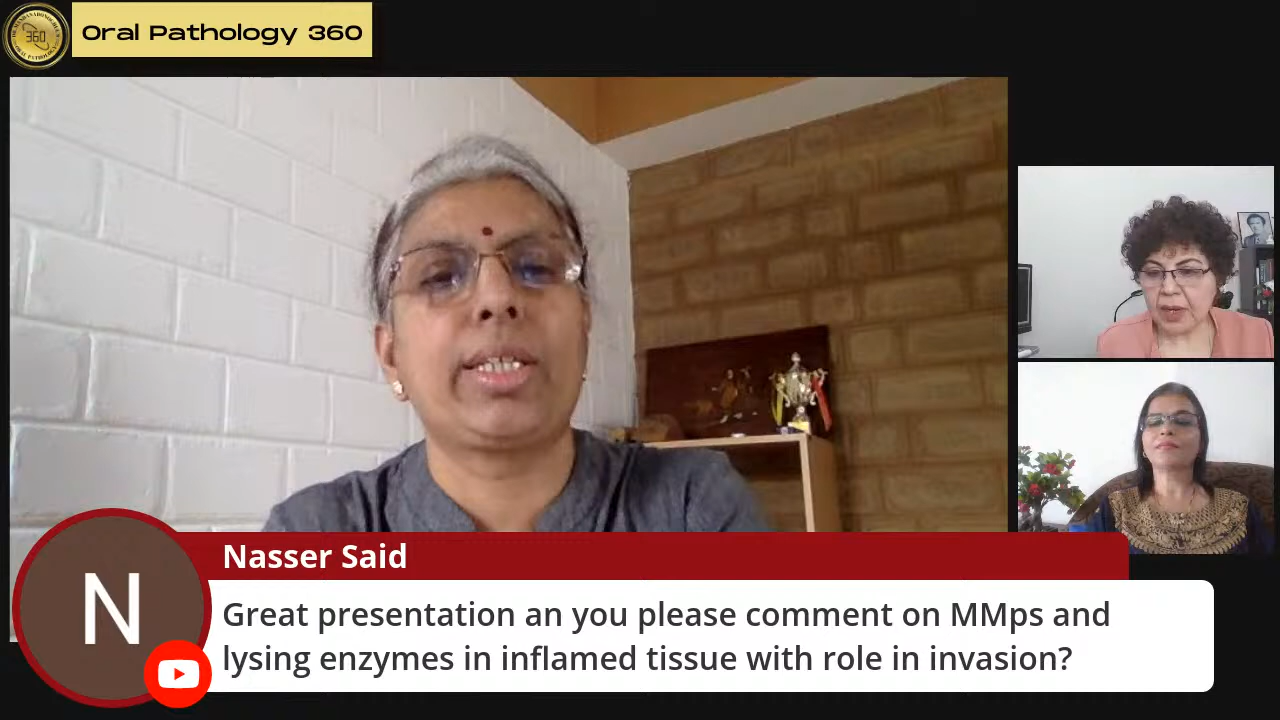 360
Oral Pathology 360
Nasser Said
N
Great presentation an you please comment on MMps and
lysing enzymes in inflamed tissue with role in invasion?